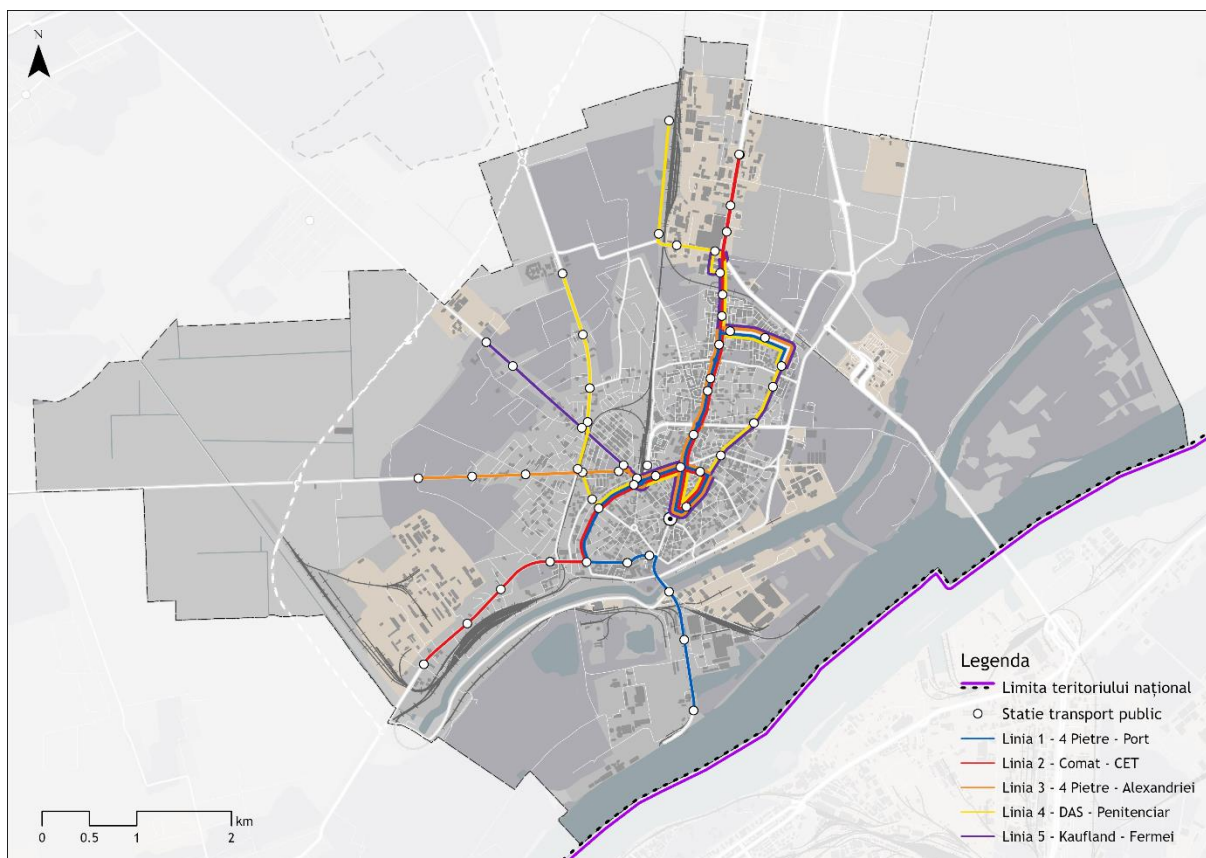 N
Legenda
Limita teritoriului național
Statie transport public
Linia 1 - 4 Pietre - Port
Linia 2 - Comat - CET
Linia 3 - 4 Pietre - Alexandriei
Linia 4 - DAS - Penitenciar
Linia 5 - Kaufland - Fermei
km
0 0.5 1 2